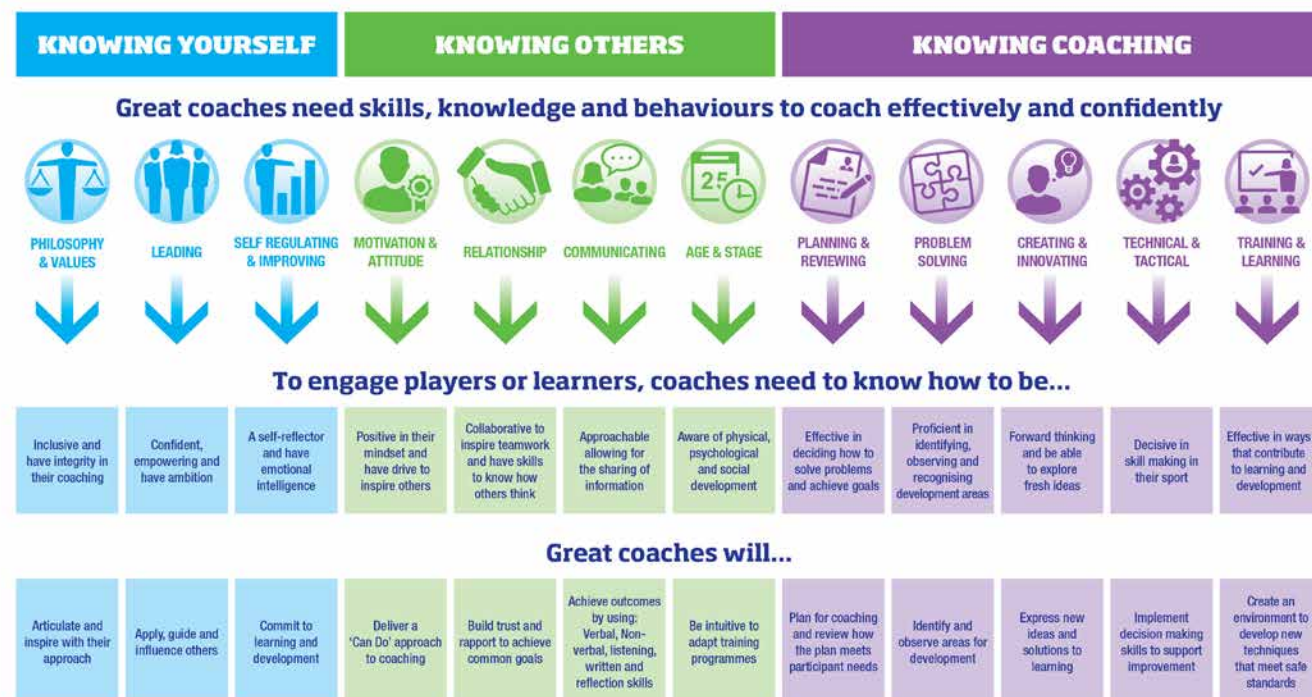 KNOWING YOURSELF
KNOWING OTHERS
KNOWING COACHING
Great coaches need skills, knowledge and behaviours to coach effectively and confidently
25
PHILOSOPHY
& VALUES
LEADING
SELF REGULATING
& IMPROVING
MOTIVATION &
ATTITUDE
RELATIONSHIP
COMMUNICATING
AGE & STAGE
PLANNING &
REVIEWING
PROBLEM
SOLVING
CREATING &
INNOVATING
TECHNICAL &
TACTICAL
TRAINING &
LEARNING
To engage players or learners, coaches need to know how to be...
Inclusive and
have integrity in
their coaching
Confident,
empowering and
have ambition
A self-reflector
and have
emotional
intelligence
Positive in their
mindset and
have drive to
inspire others
Collaborative to
inspire teamwork
and have skills
to know how
others think
Approachable
allowing for
the sharing of
information
Aware of physical,
psychological
and social
development
Effective in
deciding how to
solve problems
and achieve goals
Proficient in
identifying,
observing and
recognising
development areas
Forward thinking
and be able
to explore
fresh ideas
Decisive in
skill making in
their sport
Effective in ways
that contribute
to learning and
development
Great coaches will...
Articulate and
inspire with their
approach
Apply, guide and
influence others
Commit to
learning and
development
Deliver a
'Can Do' approach
to coaching
Build trust and
rapport to achieve
common goals
Achieve outcomes
by using:
Verbal, Non-
verbal, listening,
written and
reflection skills
Be intuitive to
adapt training
programmes
Plan for coaching
and review how
the plan meets
participant needs
Identify and
observe areas for
development
Express new
ideas and
solutions to
learning
Implement
decision making
skills to support
improvement
Create an
environment to
develop new
techniques
that meet safe
standards